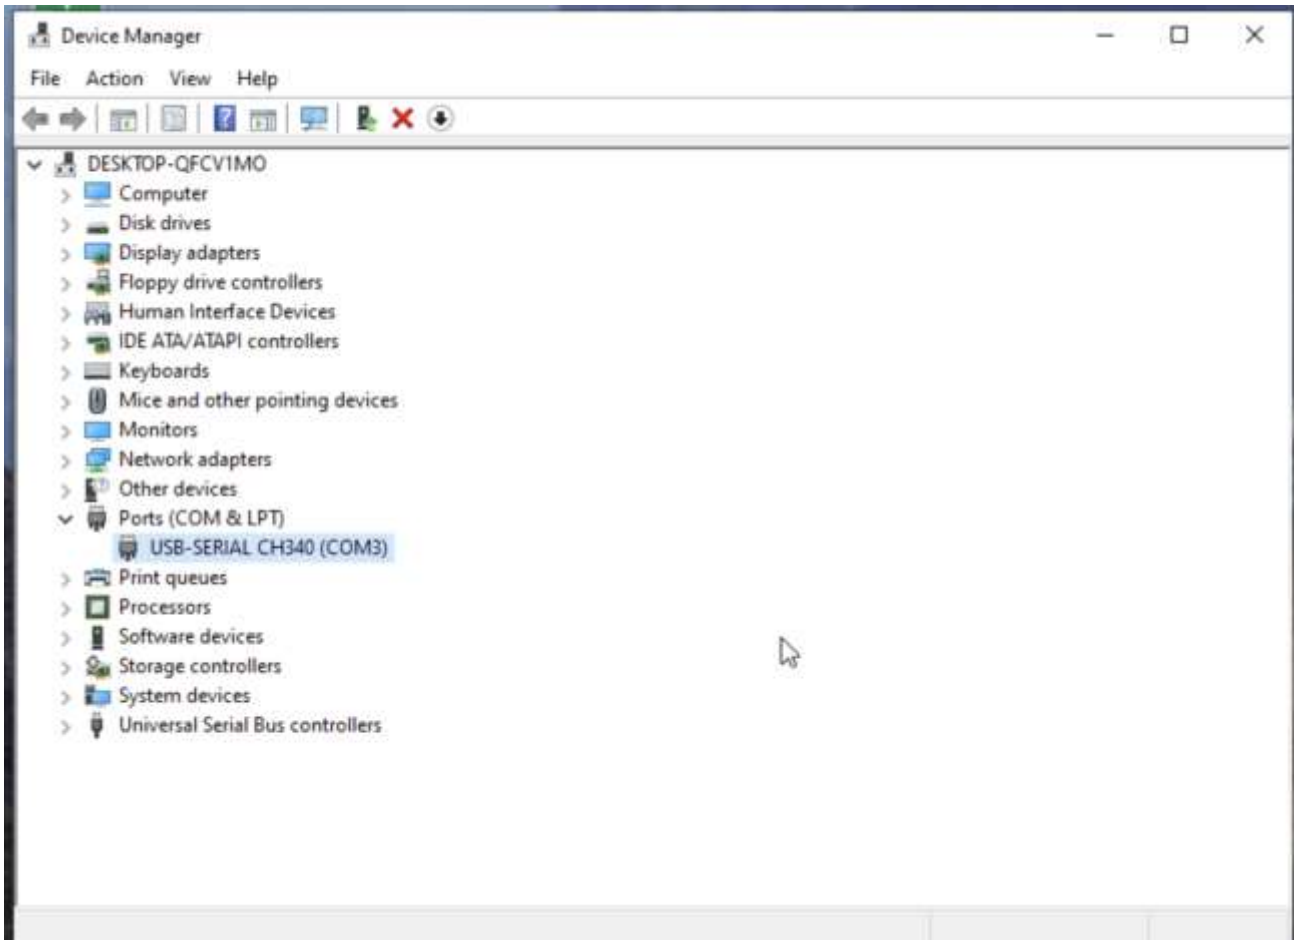 Device Manager
File Action View Help
DESKTOP-QFCV1MO
Computer
Disk drives
Display adapters
Floppy drive controllers
Human Interface Devices
IDE ATA/ATAPI controllers
Keyboards
Mice and other pointing devices
Monitors
Network adapters
Other devices
Ports (COM & LPT)
USB-SERIAL CH340 (COM3)
Print queues
Processors
Software devices
Storage controllers
System devices
Universal Serial Bus controllers